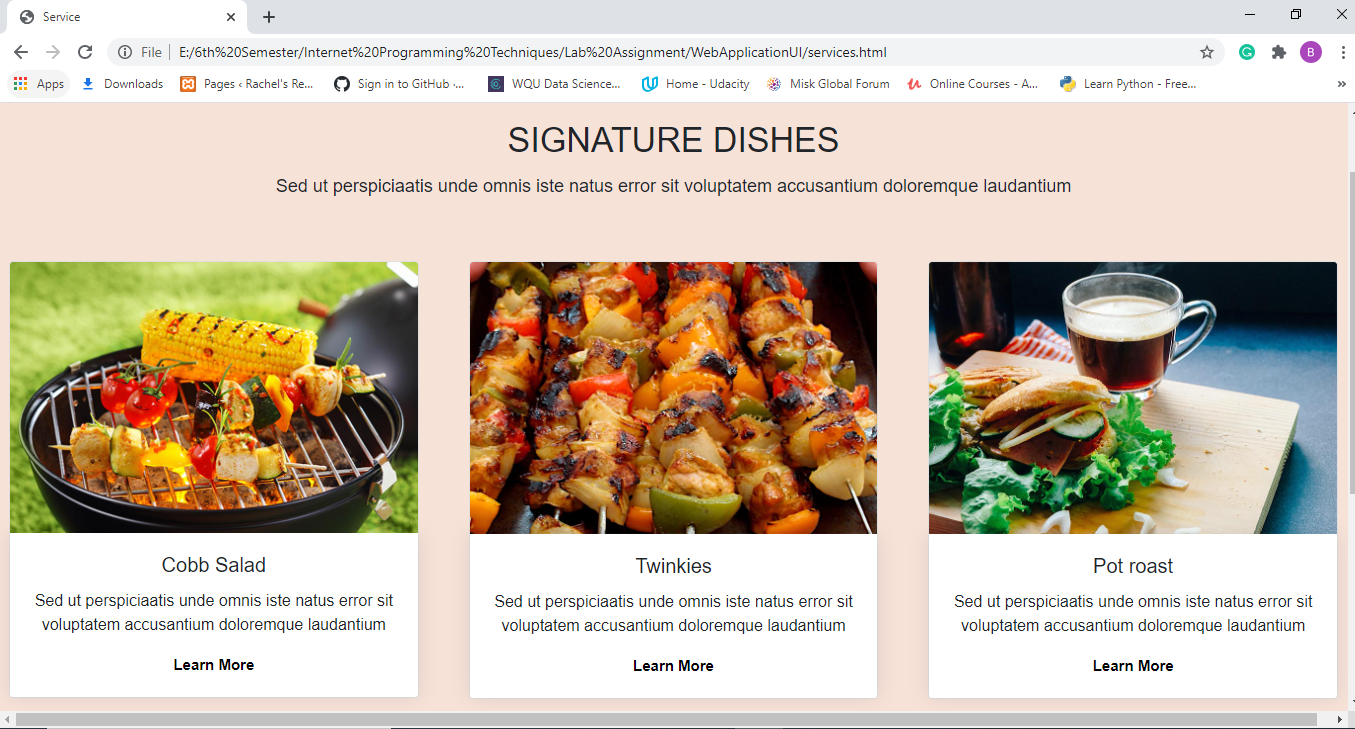 Service
File
E:/6th%20Semester/Internet%20Programming%20Techniques/Lab%20Assignment/WebApplicationUI/services.html
B
Apps
Downloads
Pages ‹ Rachel's Re...
Sign in to GitHub ·...
WQU Data Science...
Home - Udacity
Misk Global Forum
Online Courses - A...
Learn Python - Free...
»
SIGNATURE DISHES
Sed ut perspiciaatis unde omnis iste natus error sit voluptatem accusantium doloremque laudantium
Cobb Salad
Sed ut perspiciaatis unde omnis iste natus error sit
voluptatem accusantium doloremque laudantium
Learn More
Twinkies
Sed ut perspiciaatis unde omnis iste natus error sit
voluptatem accusantium doloremque laudantium
Learn More
Pot roast
Sed ut perspiciaatis unde omnis iste natus error sit
voluptatem accusantium doloremque laudantium
Learn More